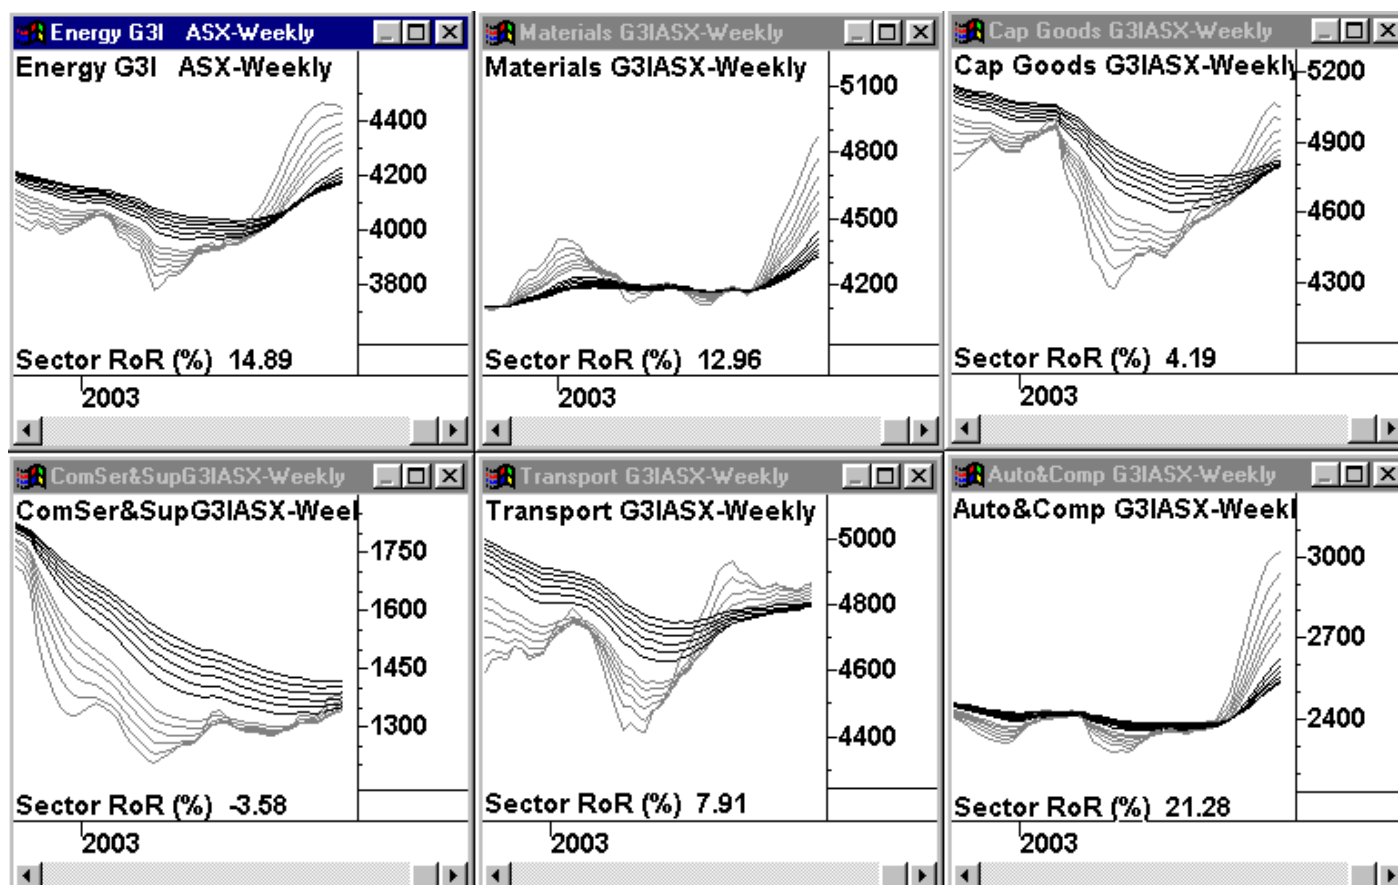 Energy G3I ASX-Weekly
Energy G3I ASX-Weekly
4400
4200
4000
3800
Sector RoR (%) 14.89
2003
Materials G3IASX-Weekly
Materials G3IASX-Weekly
5100
4800
4500
4200
Sector RoR (%) 12.96
2003
Cap Goods G3IASX-Weekly
Cap Goods G3IASX-Weekly
5200
4900
4600
4300
Sector RoR (%) 4.19
2003
ComSer&SupG3IASX-Weekly
ComSer&SupG3IASX-Weel
1750
1600
1450
1300
Sector RoR (%) -3.58
2003
Transport G3IASX-Weekly
Transport G3IASX-Weekly
5000
4800
4600
4400
Sector RoR (%) 7.91
2003
Auto&Comp G3IASX-Weekly
Auto&Comp G3IASX-Weekl
3000
2700
2400
Sector RoR (%) 21.28
2003